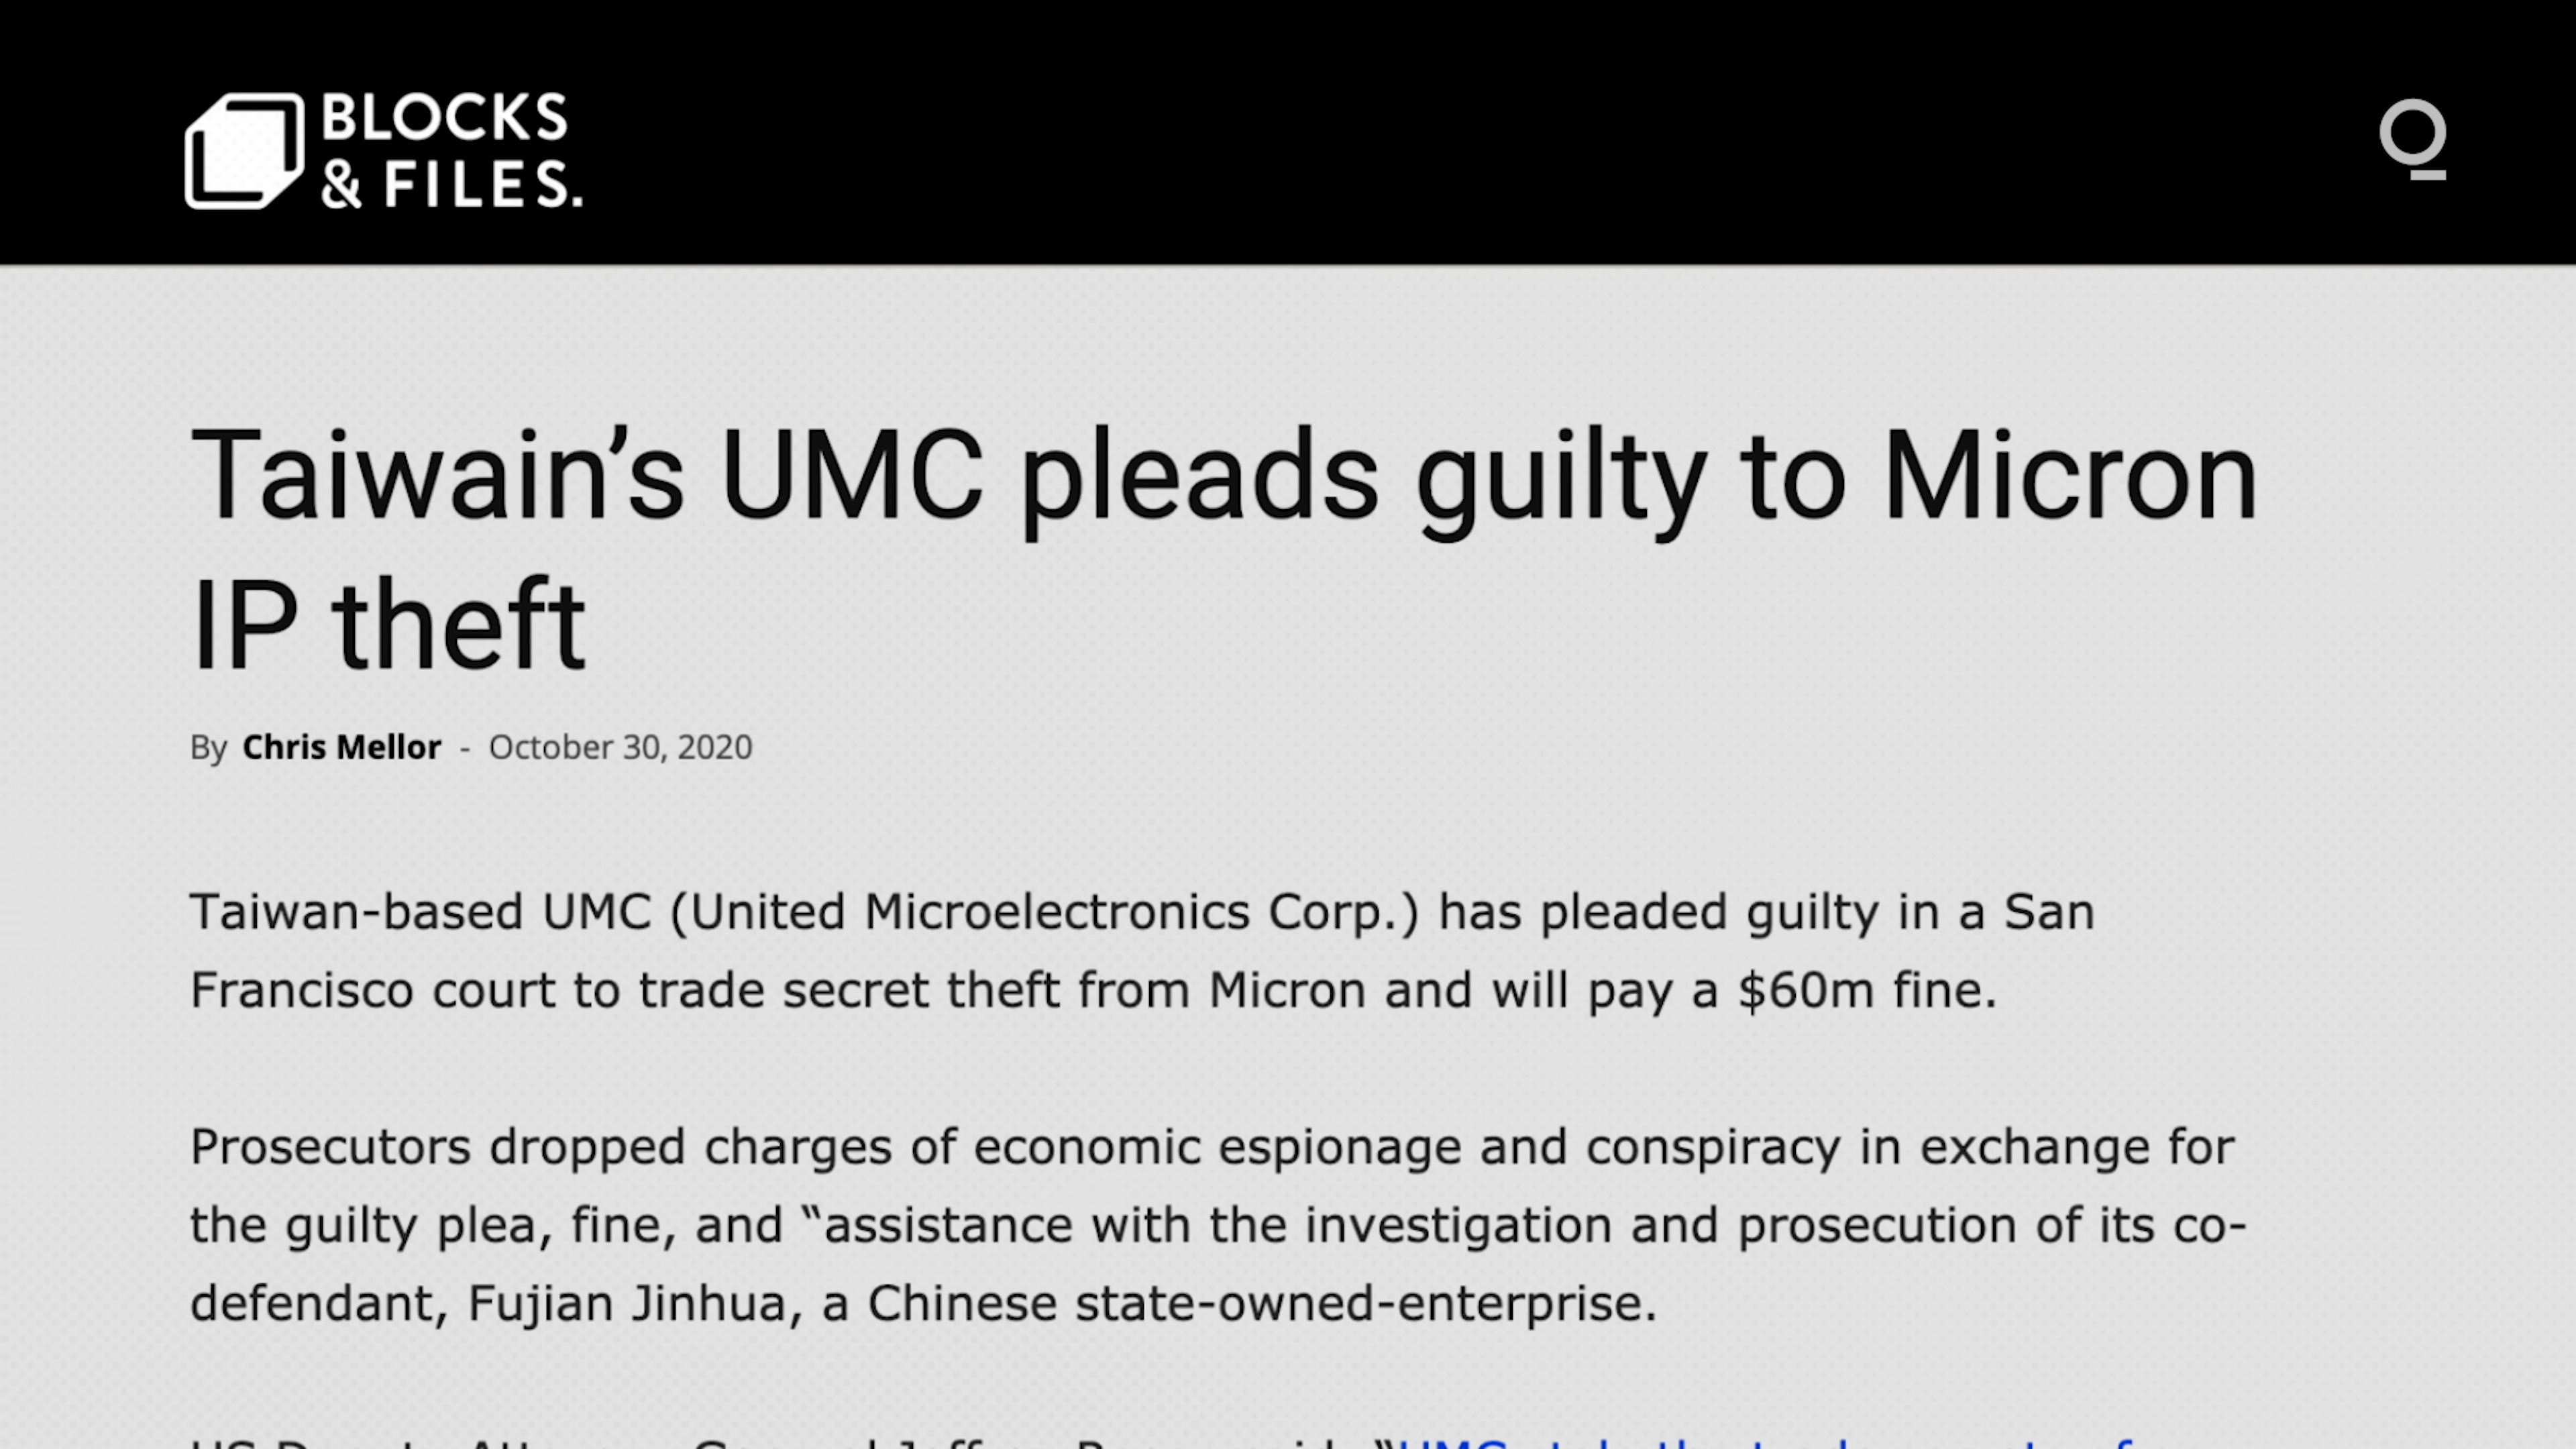 BLOCKS
& FILES.
Taiwain’s UMC pleads guilty to Micron
IP theft
By Chris Mellor - October 30, 2020
Taiwan-based UMC (United Microelectronics Corp.) has pleaded guilty in a San
Francisco court to trade secret theft from Micron and will pay a $60m fine.
Prosecutors dropped charges of economic espionage and conspiracy in exchange for
the guilty plea, fine, and “assistance with the investigation and prosecution of its co-
defendant, Fujian Jinhua, a Chinese state-owned-enterprise.